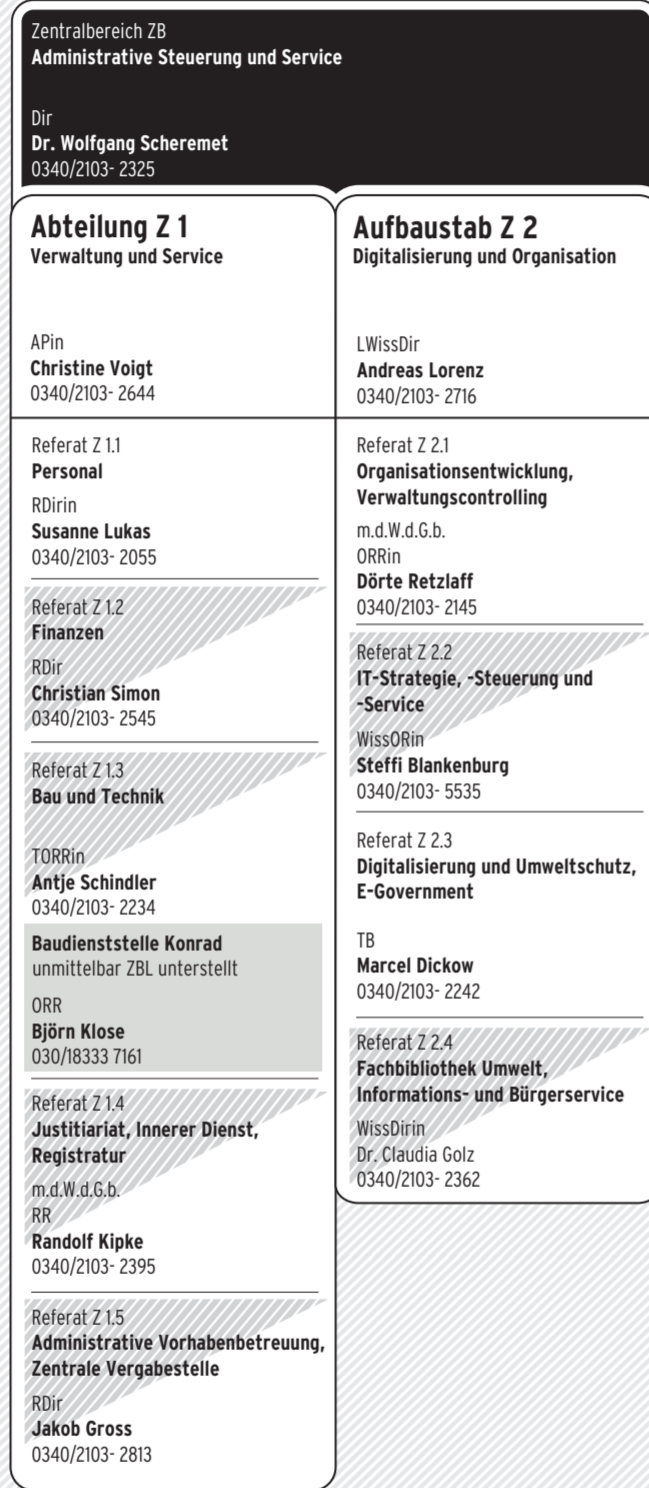 Zentralbereich ZB
Administrative Steuerung und Service
Dir
Dr. Wolfgang Scheremet
0340/2103- 2325
Abteilung Z 1
Verwaltung und Service
APin
Christine Voigt
0340/2103- 2644
Referat Z 1.1
Personal
RDirin
Susanne Lukas
0340/2103- 2055
Referat Z 1.2
Finanzen
RDir
Christian Simon
0340/2103- 2545
Referat Z 1.3
Bau und Technik
TORRin
Antje Schindler
0340/2103- 2234
Baudienststelle Konrad
unmittelbar ZBL unterstellt
ORR
Björn Klose
030/18333 7161
Referat Z 1.4
Justitiariat, Innerer Dienst,
Registratur
m.d.W.d.G.b.
RR
Randolf Kipke
0340/2103- 2395
Referat Z 1.5
Administrative Vorhabenbetreuung,
Zentrale Vergabestelle
RDir
Jakob Gross
0340/2103- 2813
Aufbaustab Z 2
Digitalisierung und Organisation
LWissDir
Andreas Lorenz
0340/2103- 2716
Referat Z 2.1
Organisationsentwicklung,
Verwaltungscontrolling
m.d.W.d.G.b.
ORRin
Dörte Retzlaff
0340/2103- 2145
Referat Z 2.2
IT-Strategie, -Steuerung und
-Service
WissORin
Steffi Blankenburg
0340/2103- 5535
Referat Z 2.3
Digitalisierung und Umweltschutz,
E-Government
TB
Marcel Dickow
0340/2103- 2242
Referat Z 2.4
Fachbibliothek Umwelt,
Informations- und Bürgerservice
WissDirin
Dr. Claudia Golz
0340/2103- 2362